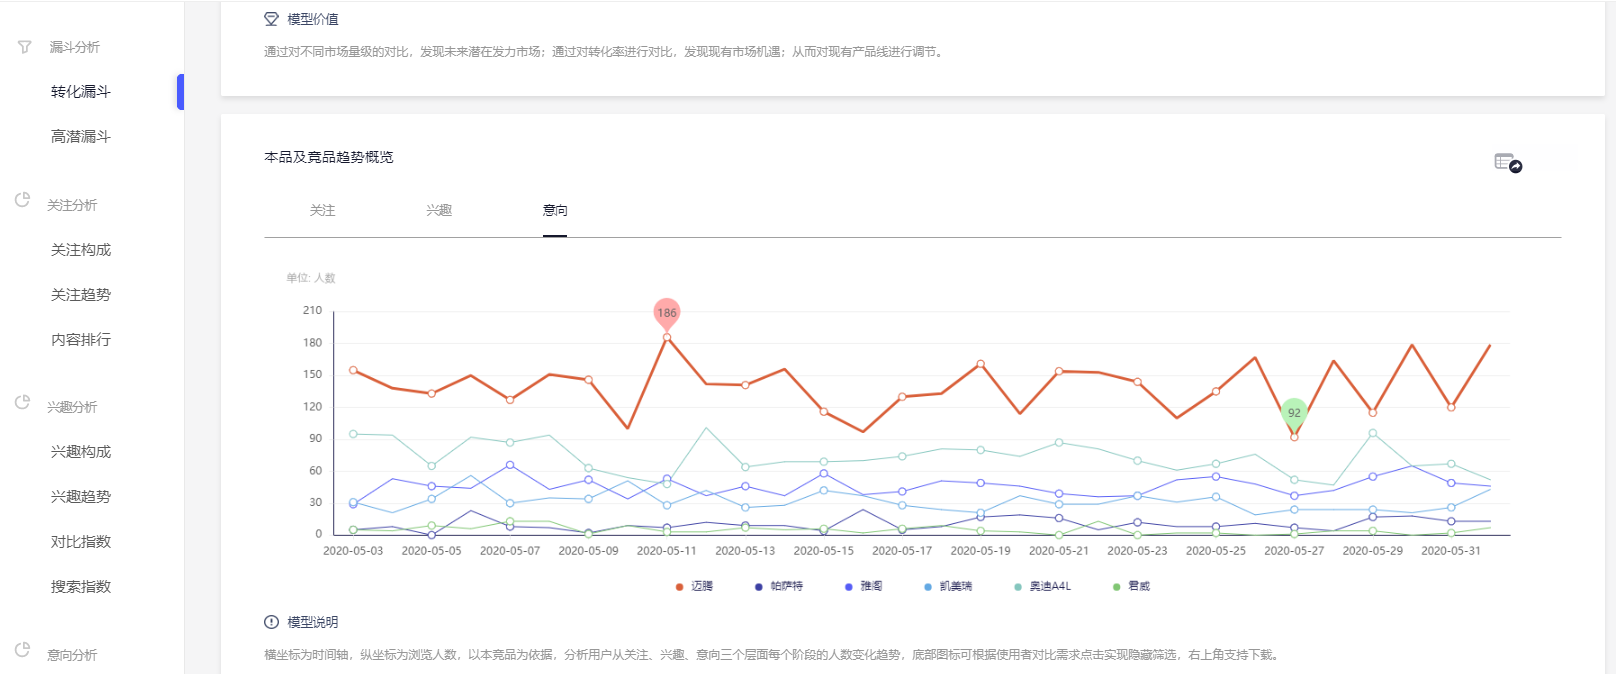 模型价值
通过对不同市场量级的对比，发现未来潜在发力市场；通过对转化率进行对比，发现现有市场机遇；从而对现有产品线进行调节。
漏斗分析
转化漏斗
高潜漏斗
关注分析
关注构成
关注趋势
内容排行
兴趣分析
兴趣构成
兴趣趋势
对比指数
搜索指数
意向分析
本品及竞品趋势概览
关注 兴趣 意向
单位: 人数
210
180
150
120
90
60
30
0
186
92
2020-05-03 2020-05-05 2020-05-07 2020-05-09 2020-05-11 2020-05-13 2020-05-15 2020-05-17 2020-05-19 2020-05-21 2020-05-23 2020-05-25 2020-05-27 2020-05-29 2020-05-31
迈腾 帕萨特 雅阁 凯美瑞 奥迪A4L 君威
模型说明
横坐标为时间轴，纵坐标为浏览人数，以本竞品为依据，分析用户从关注、兴趣、意向三个层面每个阶段的人数变化趋势，底部图标可根据使用者对比需求点击实现隐藏筛选，右上角支持下载。